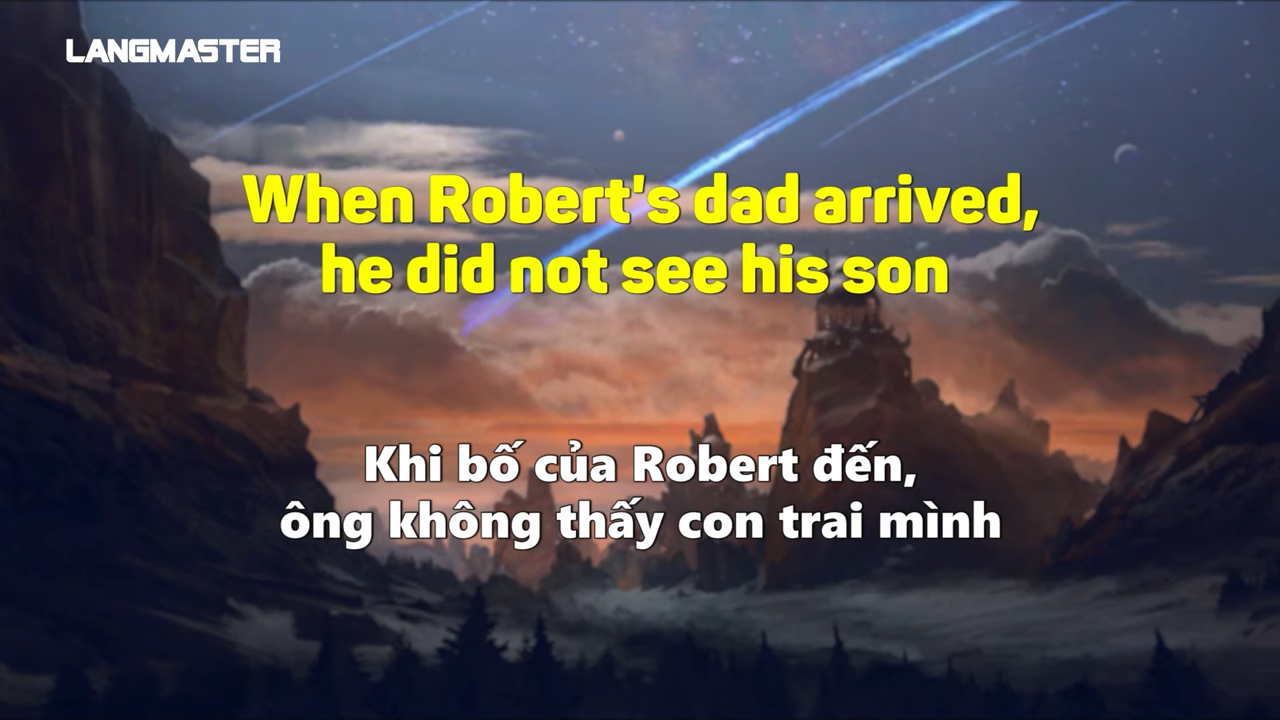 LANGMASTER
When Robert's dad arrived,
he did not see his son
Khi bố của Robert đến,
ông không thấy con trai mình